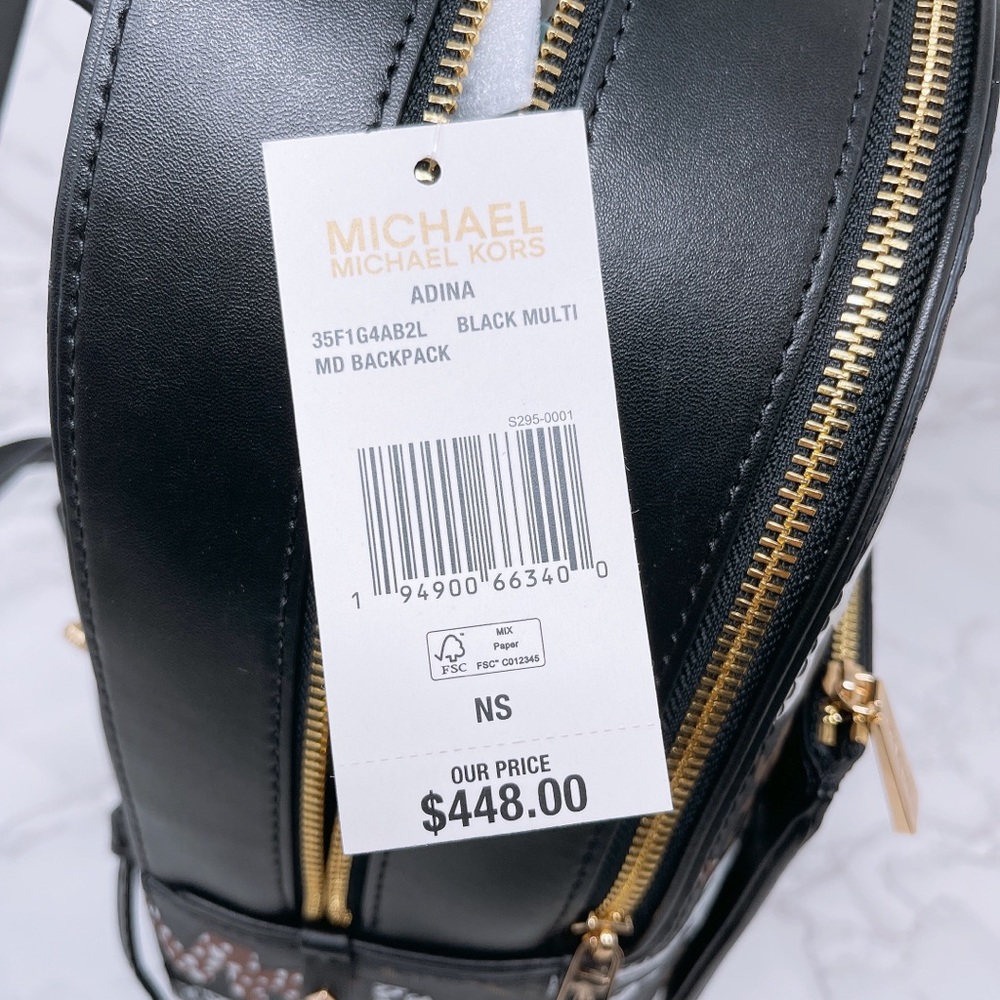 MICHAEL
MICHAEL KORS
ADINA
35F1G4AB2L BLACK MULTI
MD BACKPACK
S295-0001
1 94900 66340 0
FSC
MIX
Paper
FSC™ C012345
NS
OUR PRICE
$448.00